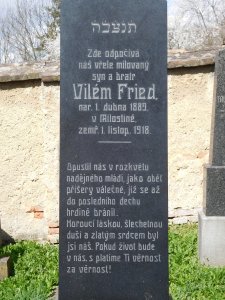 תנצבה
Zde odpočívá
náš vřele milovaný
syn a bratr
Vilém Fried,
nar. 1. dubna 1889.
v Milostíně,
zemř. 1. listop. 1918.
Opustil nás v rozkvětu
nadějného mládí, jako oběť
příšery válečné, jíž se až
do posledního dechu
hrdině bránil.
Horoucí láskou, šlechetnou
duší a zlatým srdcem byl
jsi náš. Pokud život bude
v nás, splatíme Ti věrnost
za věrnost!